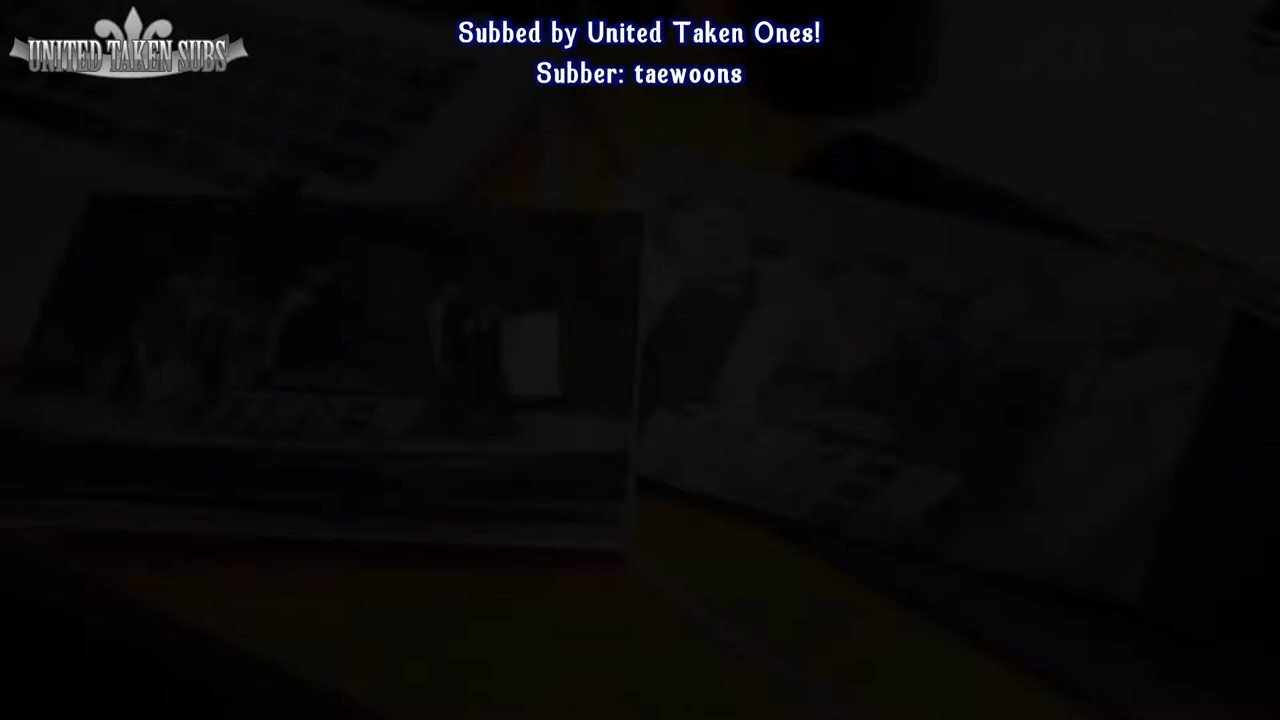 UNITED TAKEN SUBS
Subbed by United Taken Ones!
Subber: taewoons